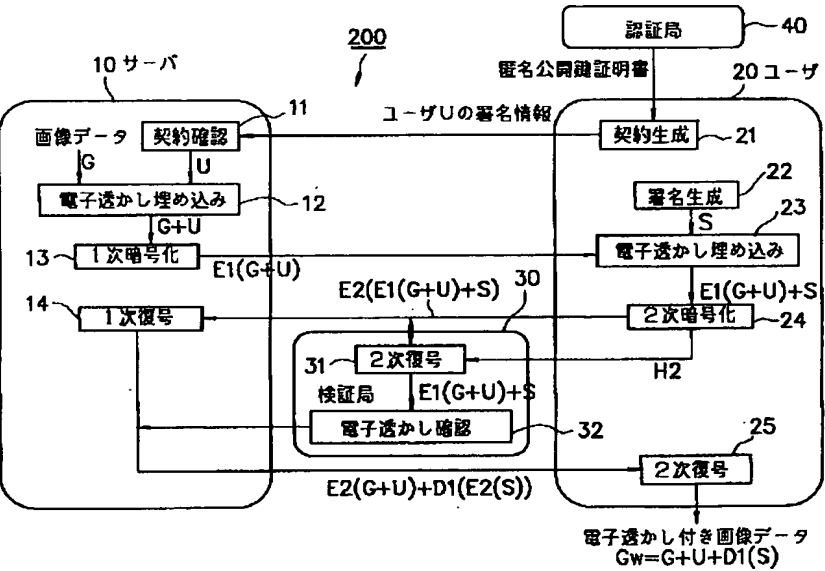 認証局
40
200
匿名公開鍵証明書
10 サーバ
20 ユーザ
11
ユーザUの署名情報
画像データ
契約確認
契約生成
21
G
U
22
電子透かし埋め込み
12
署名生成
23
G+U
S
13
1次暗号化
E1(G+U)
電子透かし埋め込み
14
E2(E1(G+U)+S)
30
E1(G+U)+S
1次復号
2次暗号化
24
31
2次復号
H2
検証局
E1(G+U)+S
電子透かし確認
32
25
2次復号
E2(G+U)+D1(E2(S))
電子透かし付き画像データ
Gw=G+U+D1(S)